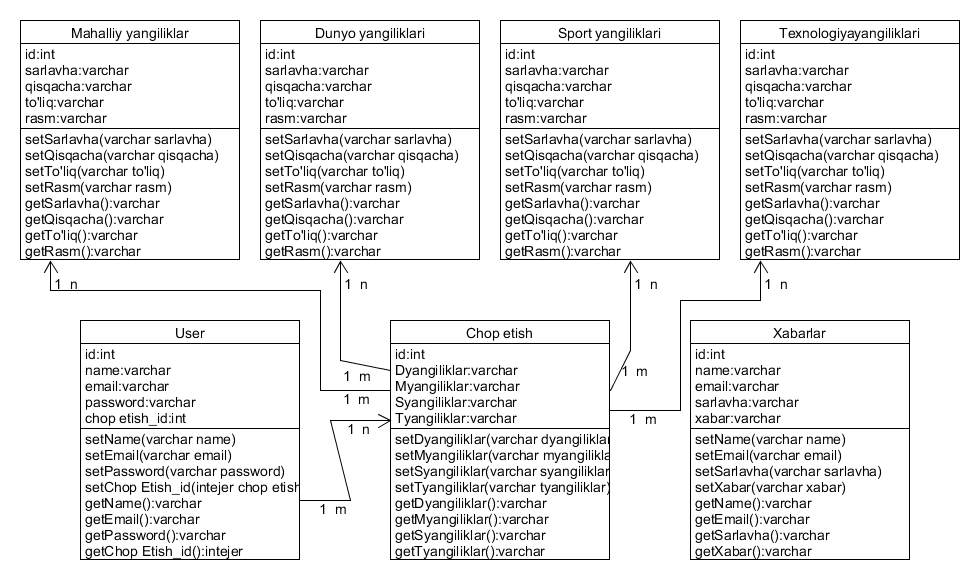 Mahalliy yangiliklar
id:int
sarlavha:varchar
qisqacha:varchar
to'liq:varchar
rasm:varchar
setSarlavha(varchar sarlavha)
setQisqacha(varchar qisqacha)
setTo'liq(varchar to'liq)
setRasm(varchar rasm)
getSarlavha():varchar
getQisqacha():varchar
getTo'liq():varchar
getRasm():varchar
Dunyo yangiliklari
id:int
sarlavha:varchar
qisqacha:varchar
to'liq:varchar
rasm:varchar
setSarlavha(varchar sarlavha)
setQisqacha(varchar qisqacha)
setTo'liq(varchar to'liq)
setRasm(varchar rasm)
getSarlavha():varchar
getQisqacha():varchar
getTo'liq():varchar
getRasm():varchar
Sport yangiliklari
id:int
sarlavha:varchar
qisqacha:varchar
to'liq:varchar
rasm:varchar
setSarlavha(varchar sarlavha)
setQisqacha(varchar qisqacha)
setTo'liq(varchar to'liq)
setRasm(varchar rasm)
getSarlavha():varchar
getQisqacha():varchar
getTo'liq():varchar
getRasm():varchar
Texnologiyayangiliklari
id:int
sarlavha:varchar
qisqacha:varchar
to'liq:varchar
rasm:varchar
setSarlavha(varchar sarlavha)
setQisqacha(varchar qisqacha)
setTo'liq(varchar to'liq)
setRasm(varchar rasm)
getSarlavha():varchar
getQisqacha():varchar
getTo'liq():varchar
getRasm():varchar
1 n
1 n
1 n
1 n
User
id:int
name:varchar
email:varchar
password:varchar
chop etish_id:int
setName(varchar name)
setEmail(varchar email)
setPassword(varchar password)
setChop Etish_id(intejer chop etish
getName():varchar
getEmail():varchar
getPassword():varchar
getChop Etish_id():intejer
1 m
1 m
1 n
1 m
Chop etish
id:int
Dyangiliklar:varchar
Myangiliklar:varchar
Syangiliklar:varchar
Tyangiliklar:varchar
setDyangiliklar(varchar dyangiliklar
setMyangiliklar(varchar myangiliklar
setSyangiliklar(varchar syangiliklar
setTyangiliklar(varchar tyangiliklar)
getDyangiliklar():varchar
getMyangiliklar():varchar
getSyangiliklar():varchar
getTyangiliklar():varchar
1 m
1 m
Xabarlar
id:int
name:varchar
email:varchar
sarlavha:varchar
xabar:varchar
setName(varchar name)
setEmail(varchar email)
setSarlavha(varchar sarlavha)
setXabar(varchar xabar)
getName():varchar
getEmail():varchar
getSarlavha():varchar
getXabar():varchar